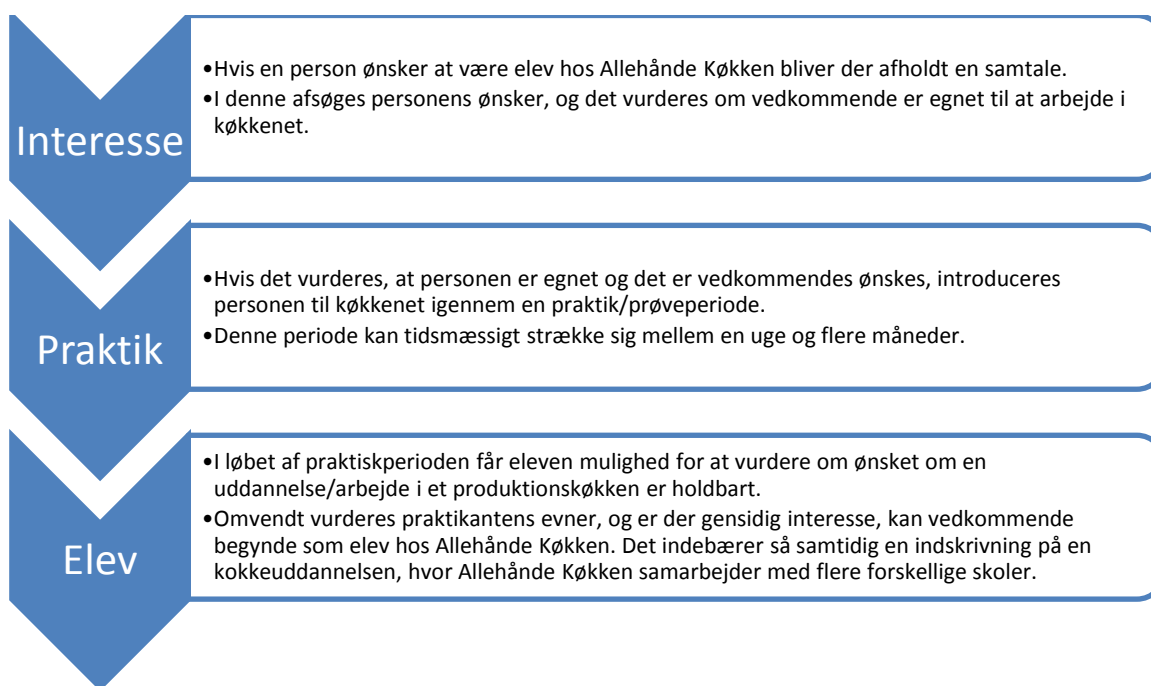 Interesse
•Hvis en person ønsker at være elev hos Allehånde Køkken bliver der afholdt en samtale.
•I denne afsøges personens ønsker, og det vurderes om vedkommende er egnet til at arbejde i
køkkenet.
Praktik
•Hvis det vurderes, at personen er egnet og det er vedkommendes ønskes, introduceres
personen til køkkenet igennem en praktik/prøveperiode.
•Denne periode kan tidsmæssigt strække sig mellem en uge og flere måneder.
Elev
•I løbet af praktiskperioden får eleven mulighed for at vurdere om ønsket om en
uddannelse/arbejde i et produktionskøkken er holdbart.
•Omvendt vurderes praktikantens evner, og er der gensidig interesse, kan vedkommende
begynde som elev hos Allehånde Køkken. Det indebærer så samtidig en indskrivning på en
kokkeuddannelsen, hvor Allehånde Køkken samarbejder med flere forskellige skoler.